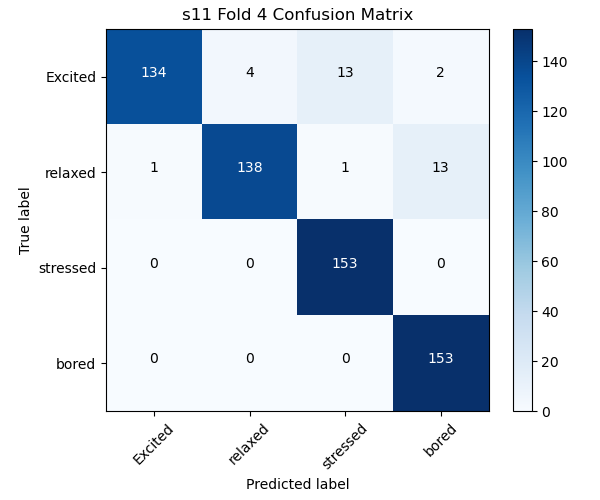 s11 Fold 4 Confusion Matrix
Excited 134 4 13 2
relaxed 1 138 1 13
stressed 0 0 153 0
bored 0 0 0 153
True label
Excited relaxed stressed bored
Predicted label
140
120
100
80
60
40
20
0